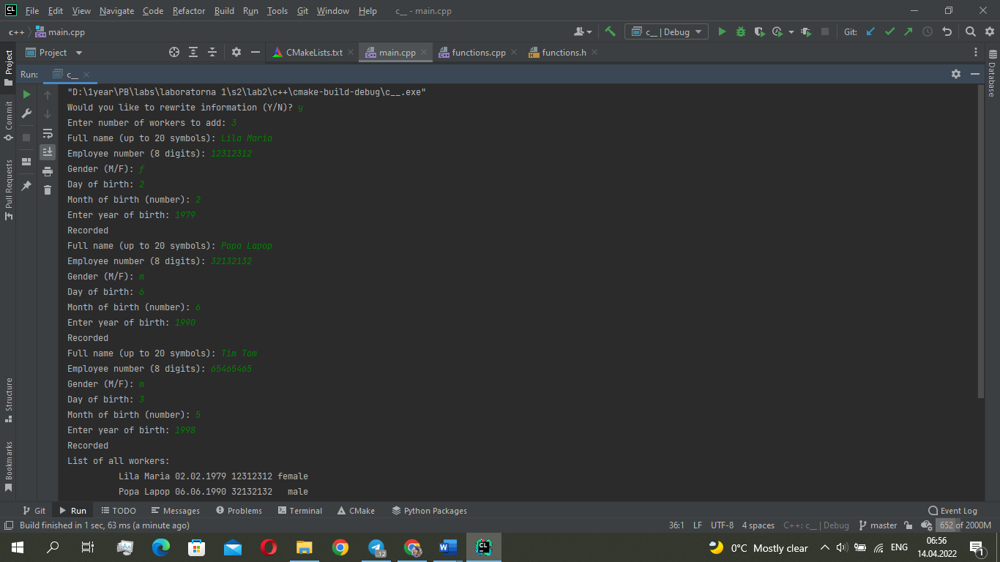 CL File Edit View Navigate Code Refactor Build Run Tools Git Window Help c__ - main.cpp
c++ main.cpp c__ | Debug Git:
Project CMakeLists.txt main.cpp functions.cpp functions.h
Run: c__
"D:\1year\PB\labs\laboratorna 1\s2\lab2\c++\cmake-build-debug\c__.exe"
Would you like to rewrite information (Y/N)? y
Enter number of workers to add: 3
Full name (up to 20 symbols): Lila Maria
Employee number (8 digits): 12312312
Gender (M/F): f
Day of birth: 2
Month of birth (number): 2
Enter year of birth: 1979
Recorded
Full name (up to 20 symbols): Popa Lapop
Employee number (8 digits): 32132132
Gender (M/F): m
Day of birth: 6
Month of birth (number): 6
Enter year of birth: 1990
Recorded
Full name (up to 20 symbols): Tim Tom
Employee number (8 digits): 65465465
Gender (M/F): m
Day of birth: 3
Month of birth (number): 5
Enter year of birth: 1998
Recorded
List of all workers:
Lila Maria 02.02.1979 12312312 female
Popa Lapop 06.06.1990 32132132 male
Project
Commit
Pull Requests
Structure
Bookmarks
Database
Git Run TODO Messages Problems Terminal CMake Python Packages Event Log
Build finished in 1 sec, 63 ms (a minute ago) 36:1 LF UTF-8 4 spaces C++: c__ | Debug master 652 of 2000M
12 0°C Mostly clear ENG 06:56
14.04.2022 1